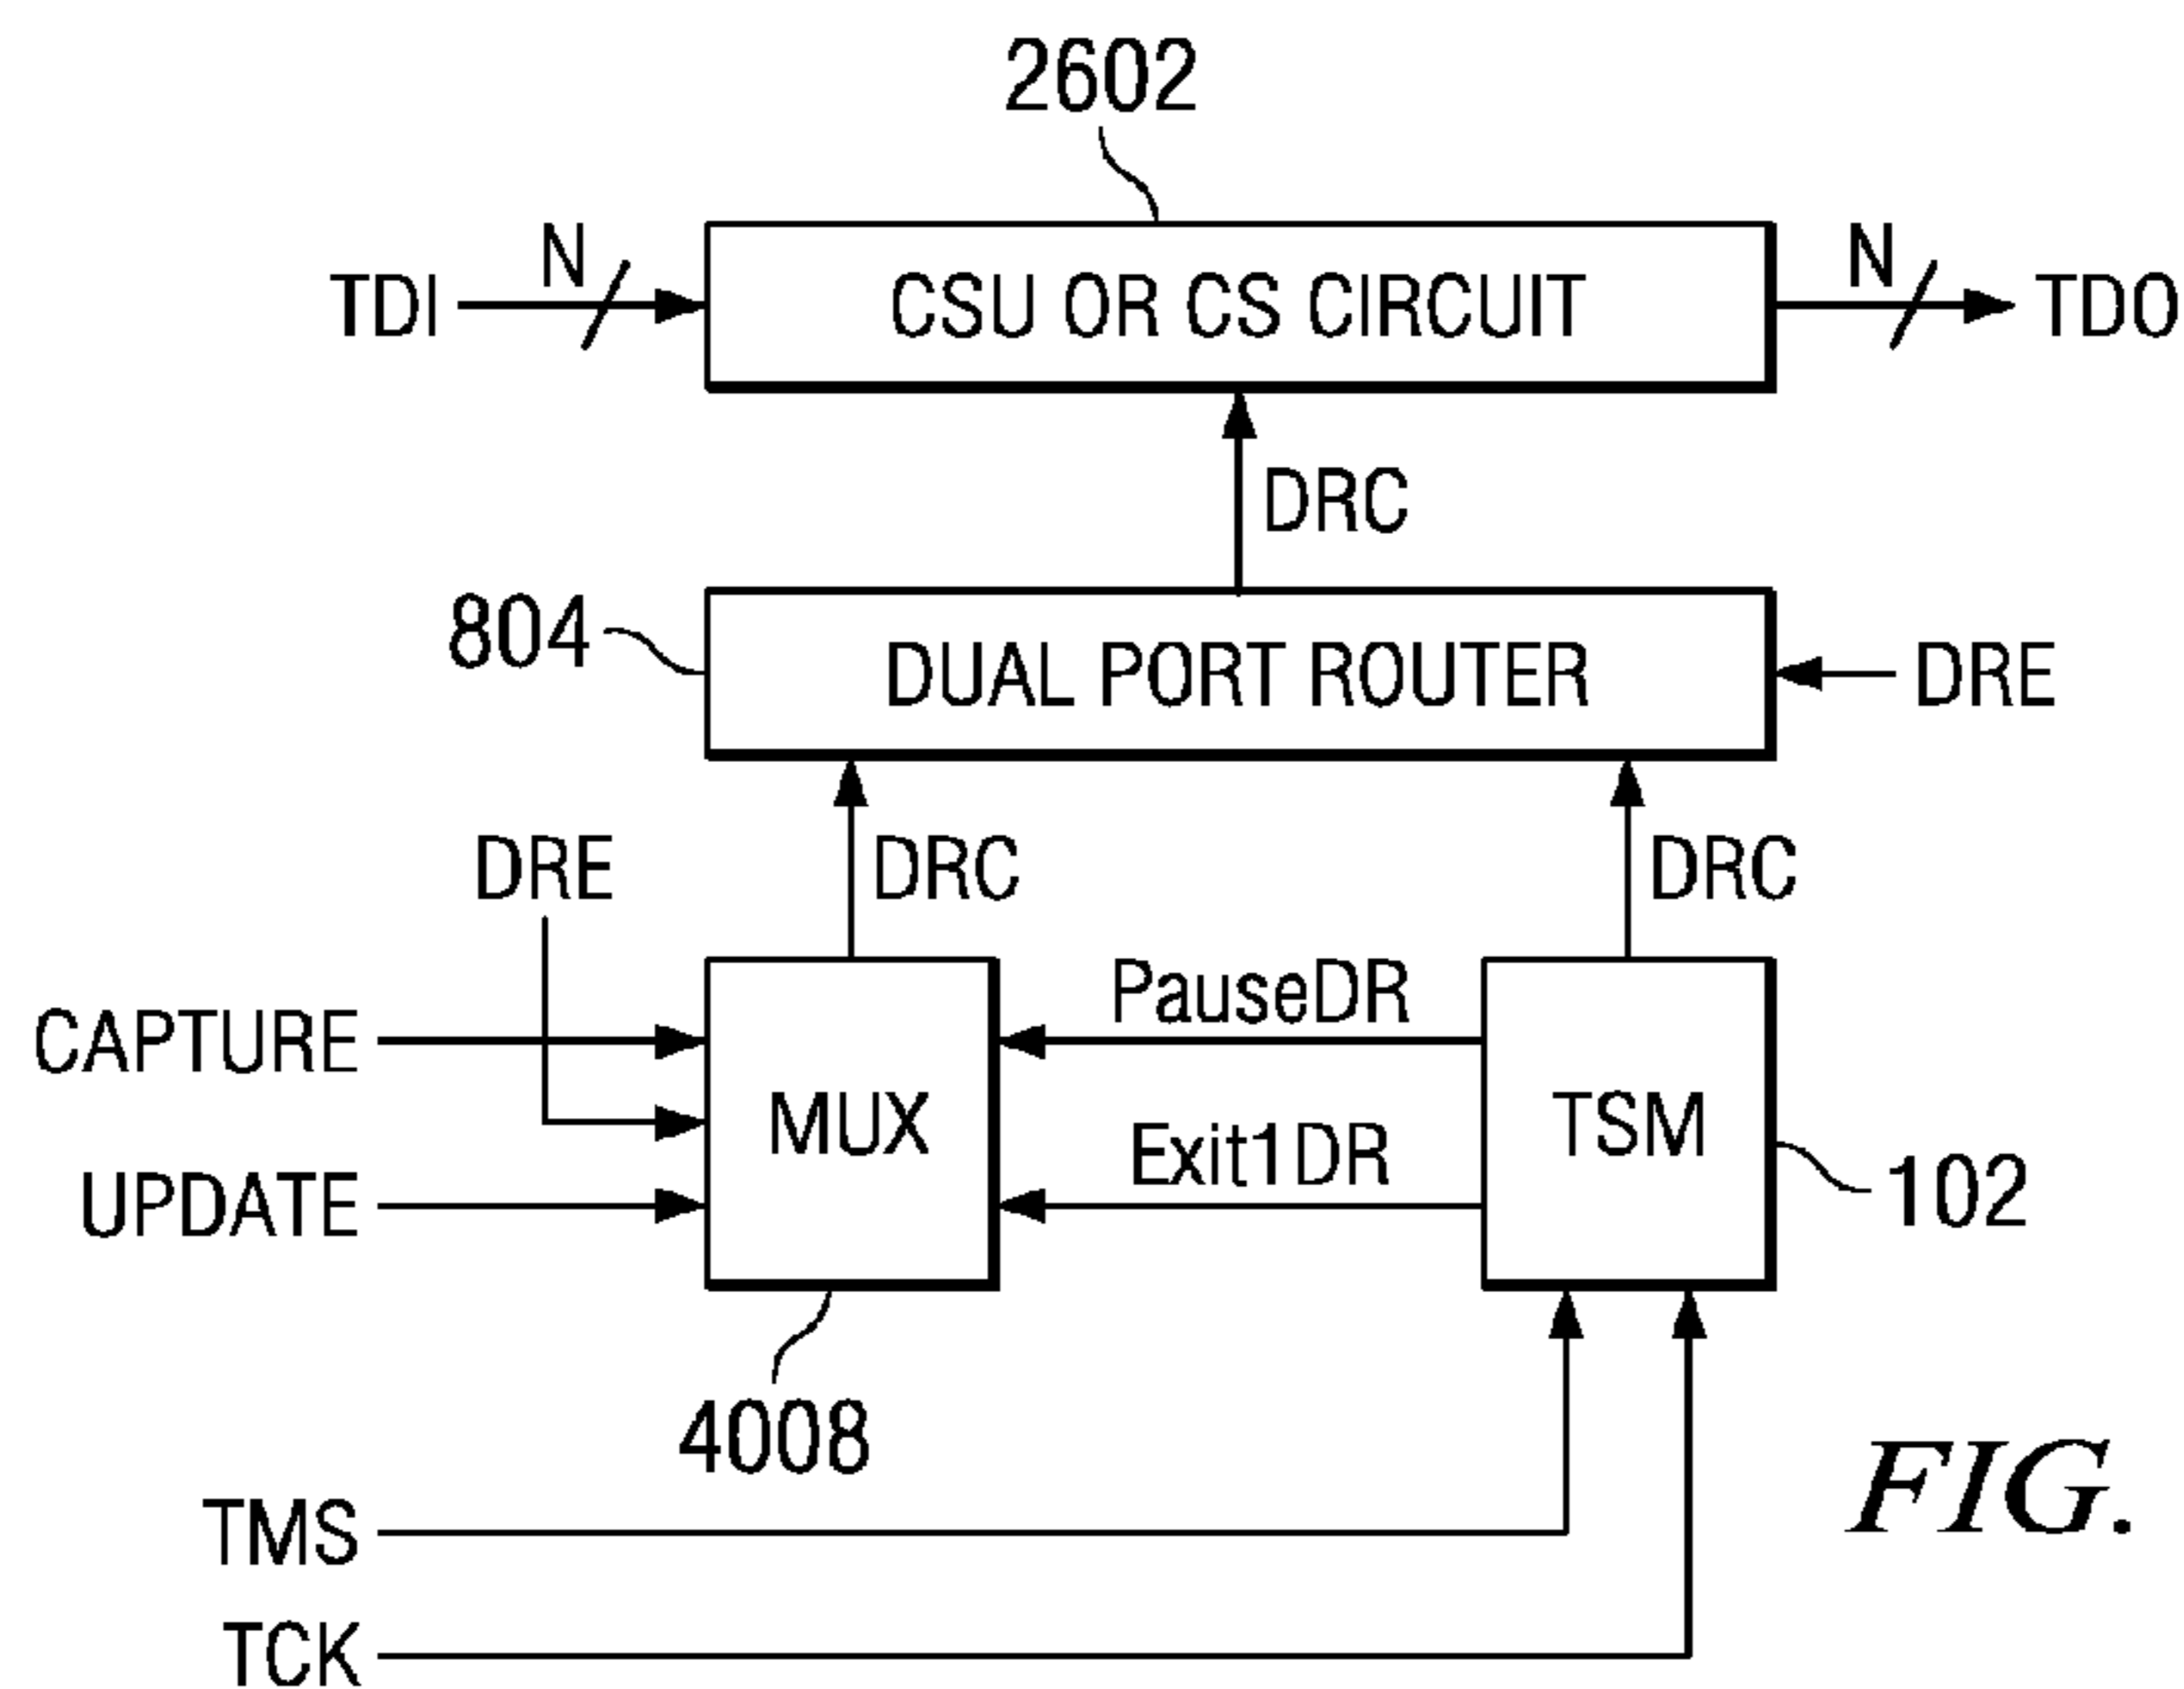 2602
N
N
TDI
CSU OR CS CIRCUIT
TDO
DRC
804
DUAL PORT ROUTER
DRE
DRE
DRC
DRC
CAPTURE
PauseDR
MUX
TSM
UPDATE
Exit1DR
102
4008
TMS
FIG.
TCK